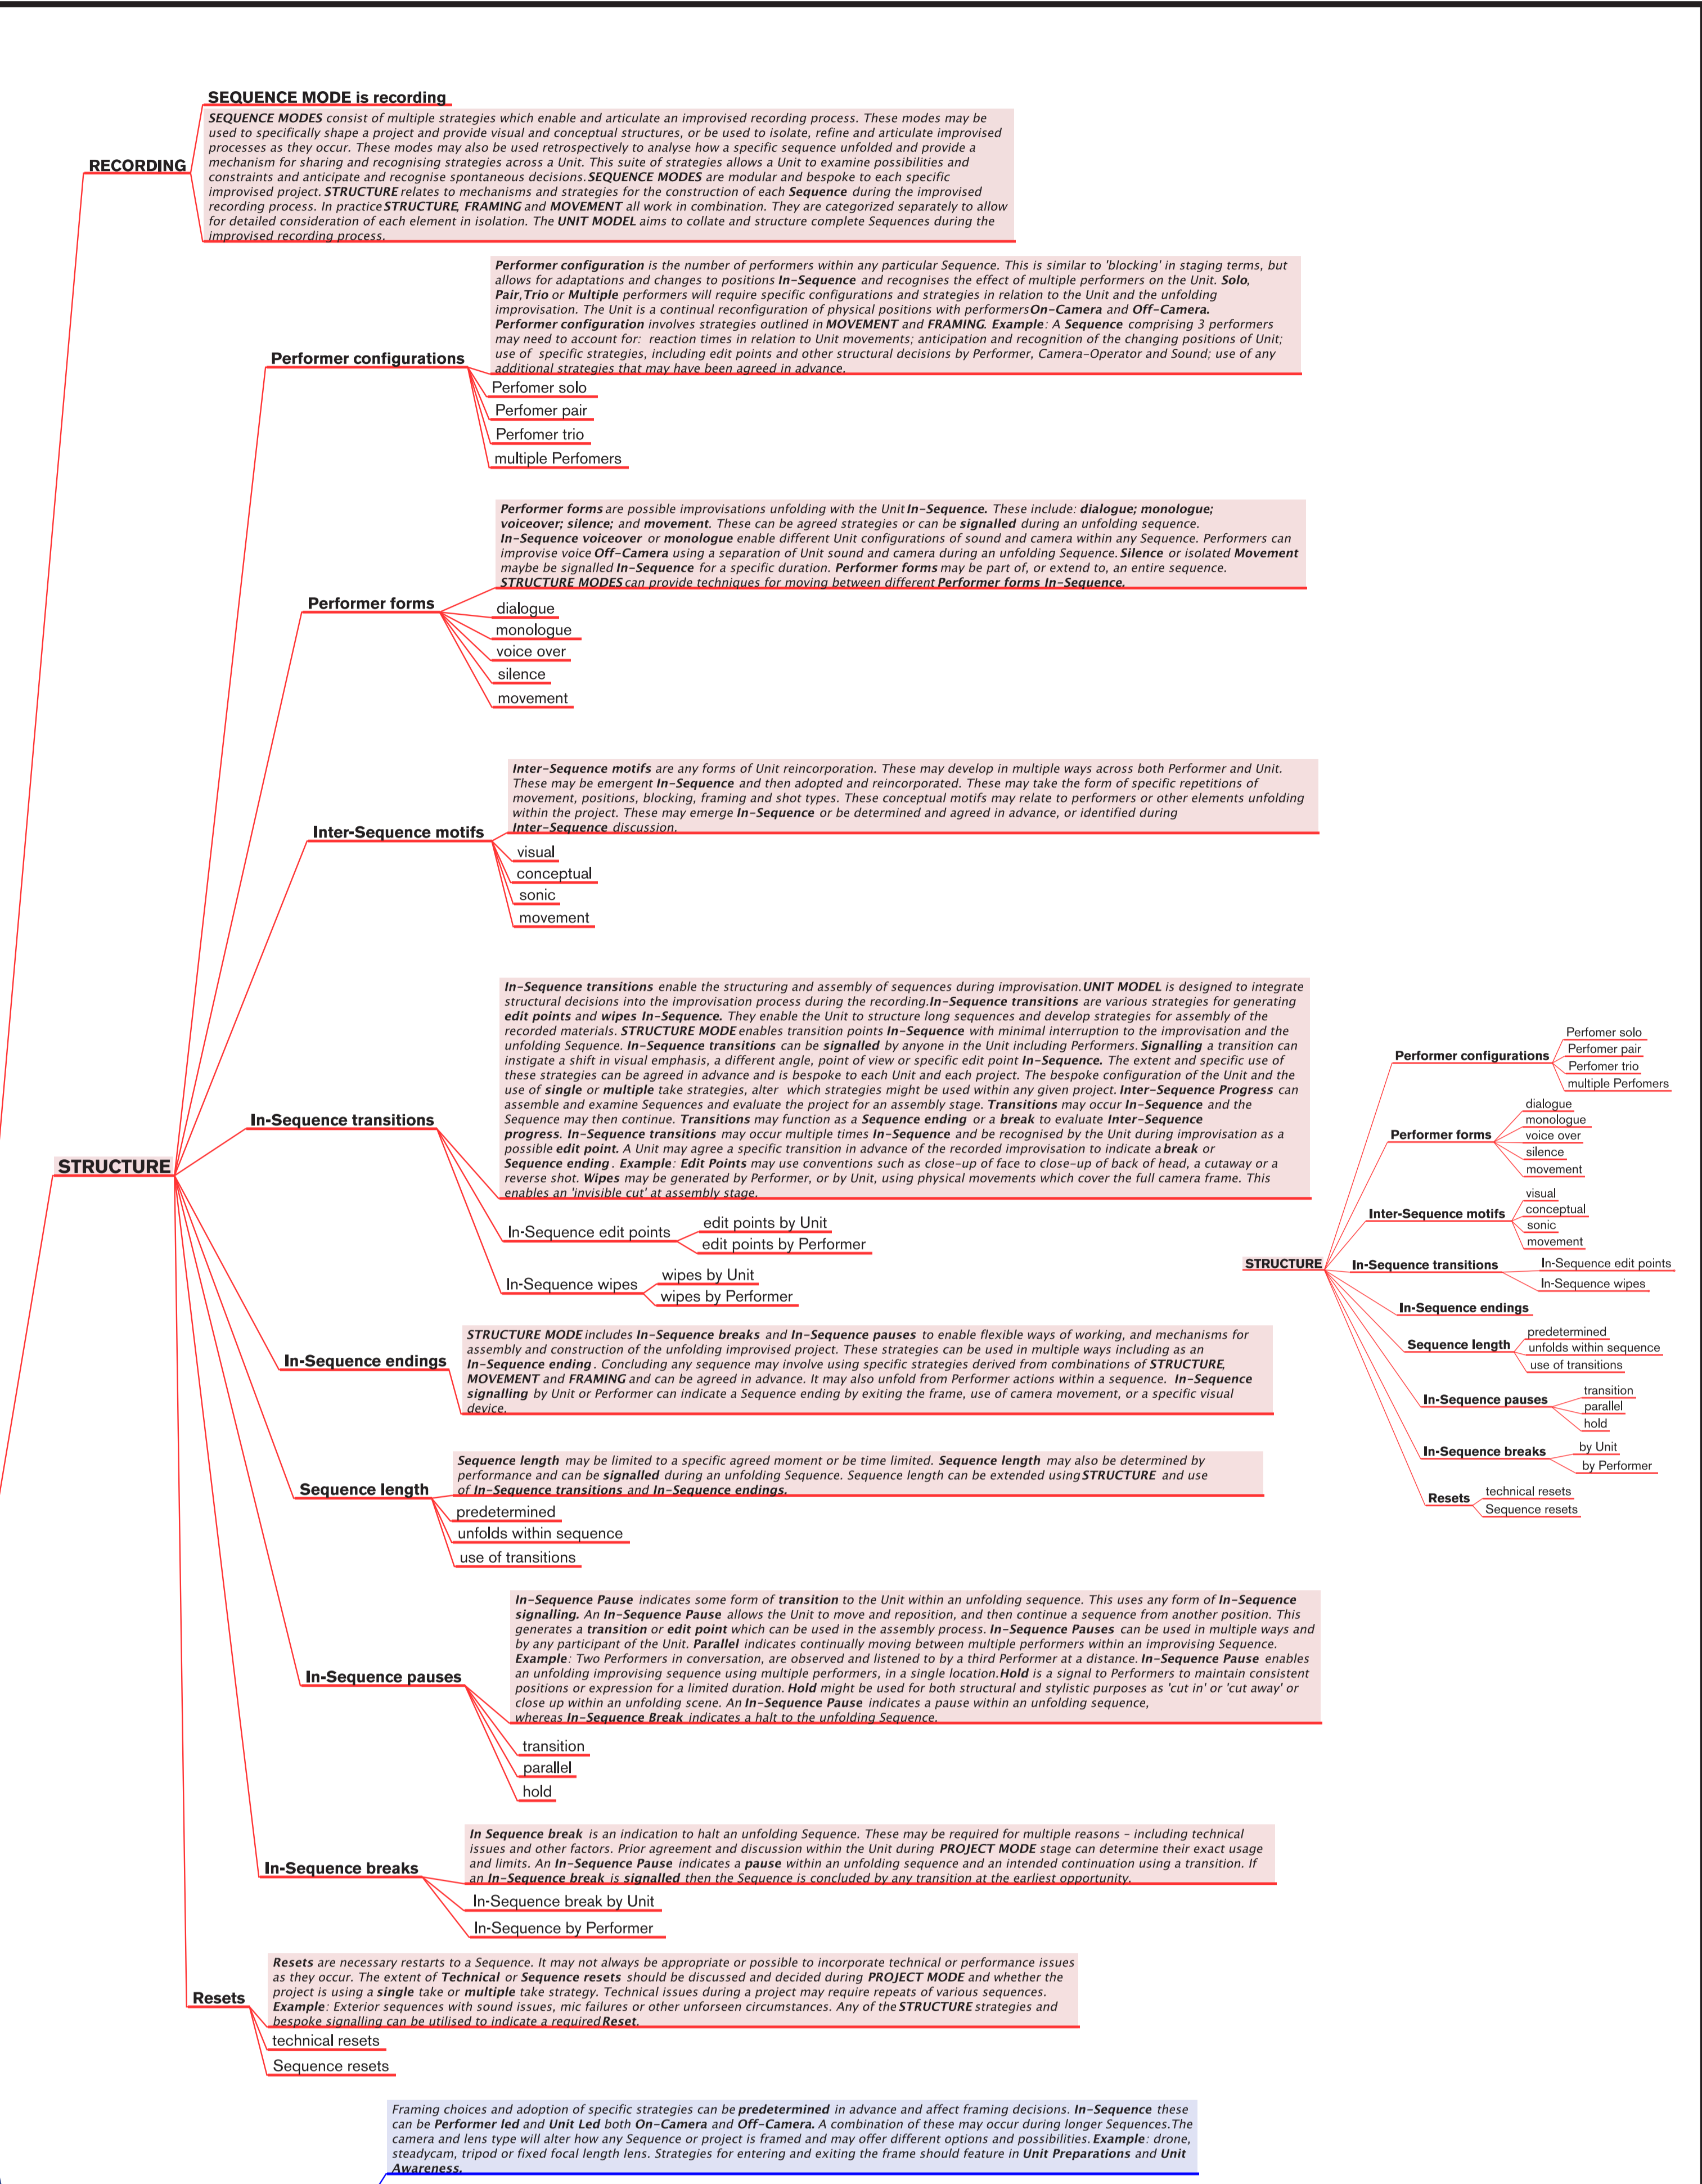 SEQUENCE MODE is recording
SEQUENCE MODES consist of multiple strategies which enable and articulate an improvised recording process. These modes may be
used to specifically shape a project and provide visual and conceptual structures, or be used to isolate, refine and articulate improvised
processes as they occur. These modes may also be used retrospectively to analyse how a specific sequence unfolded and provide a
mechanism for sharing and recognising strategies across a Unit. This suite of strategies allows a Unit to examine possibilities and
constraints and anticipate and recognise spontaneous decisions. SEQUENCE MODES are modular and bespoke to each specific
improvised project. STRUCTURE relates to mechanisms and strategies for the construction of each Sequence during the improvised
recording process. In practice STRUCTURE, FRAMING and MOVEMENT all work in combination. They are categorized separately to allow
for detailed consideration of each element in isolation. The UNIT MODEL aims to collate and structure complete Sequences during the
improvised recording process.
RECORDING
Performer configuration is the number of performers within any particular Sequence. This is similar to 'blocking' in staging terms, but
allows for adaptations and changes to positions In-Sequence and recognises the effect of multiple performers on the Unit. Solo,
Pair, Trio or Multiple performers will require specific configurations and strategies in relation to the Unit and the unfolding
improvisation. The Unit is a continual reconfiguration of physical positions with performers On-Camera and Off-Camera.
Performer configuration involves strategies outlined in MOVEMENT and FRAMING. Example: A Sequence comprising 3 performers
may need to account for: reaction times in relation to Unit movements; anticipation and recognition of the changing positions of Unit;
use of specific strategies, including edit points and other structural decisions by Performer, Camera-Operator and Sound; use of any
additional strategies that may have been agreed in advance.
Performer configurations
Perfomer solo
Perfomer pair
Perfomer trio
multiple Perfomers
Performer forms are possible improvisations unfolding with the Unit In-Sequence. These include: dialogue; monologue;
voiceover; silence; and movement. These can be agreed strategies or can be signalled during an unfolding sequence.
In-Sequence voiceover or monologue enable different Unit configurations of sound and camera within any Sequence. Performers can
improvise voice Off-Camera using a separation of Unit sound and camera during an unfolding Sequence. Silence or isolated Movement
maybe be signalled In-Sequence for a specific duration. Performer forms may be part of, or extend to, an entire sequence.
STRUCTURE MODES can provide techniques for moving between different Performer forms In-Sequence.
Performer forms
dialogue
monologue
voice over
silence
movement
Inter-Sequence motifs are any forms of Unit reincorporation. These may develop in multiple ways across both Performer and Unit.
These may be emergent In-Sequence and then adopted and reincorporated. These may take the form of specific repetitions of
movement, positions, blocking, framing and shot types. These conceptual motifs may relate to performers or other elements unfolding
within the project. These may emerge In-Sequence or be determined and agreed in advance, or identified during
Inter-Sequence discussion.
Inter-Sequence motifs
visual
conceptual
sonic
movement
In-Sequence transitions enable the structuring and assembly of sequences during improvisation. UNIT MODEL is designed to integrate
structural decisions into the improvisation process during the recording. In-Sequence transitions are various strategies for generating
edit points and wipes In-Sequence. They enable the Unit to structure long sequences and develop strategies for assembly of the
recorded materials. STRUCTURE MODE enables transition points In-Sequence with minimal interruption to the improvisation and the
unfolding Sequence. In-Sequence transitions can be signalled by anyone in the Unit including Performers. Signalling a transition can
instigate a shift in visual emphasis, a different angle, point of view or specific edit point In-Sequence. The extent and specific use of
these strategies can be agreed in advance and is bespoke to each Unit and each project. The bespoke configuration of the Unit and the
use of single or multiple take strategies, alter which strategies might be used within any given project. Inter-Sequence Progress can
assemble and examine Sequences and evaluate the project for an assembly stage. Transitions may occur In-Sequence and the
Sequence may then continue. Transitions may function as a Sequence ending or a break to evaluate Inter-Sequence
progress. In-Sequence transitions may occur multiple times In-Sequence and be recognised by the Unit during improvisation as a
possible edit point. A Unit may agree a specific transition in advance of the recorded improvisation to indicate a break or
Sequence ending. Example: Edit Points may use conventions such as close-up of face to close-up of back of head, a cutaway or a
reverse shot. Wipes may be generated by Performer, or by Unit, using physical movements which cover the full camera frame. This
enables an 'invisible cut' at assembly stage.
In-Sequence transitions
STRUCTURE
In-Sequence edit points
edit points by Unit
edit points by Performer
In-Sequence wipes
wipes by Unit
wipes by Performer
STRUCTURE MODE includes In-Sequence breaks and In-Sequence pauses to enable flexible ways of working, and mechanisms for
assembly and construction of the unfolding improvised project. These strategies can be used in multiple ways including as an
In-Sequence ending. Concluding any sequence may involve using specific strategies derived from combinations of STRUCTURE,
MOVEMENT and FRAMING and can be agreed in advance. It may also unfold from Performer actions within a sequence. In-Sequence
signalling by Unit or Performer can indicate a Sequence ending by exiting the frame, use of camera movement, or a specific visual
device.
In-Sequence endings
Sequence length may be limited to a specific agreed moment or be time limited. Sequence length may also be determined by
performance and can be signalled during an unfolding Sequence. Sequence length can be extended using STRUCTURE and use
of In-Sequence transitions and In-Sequence endings.
Sequence length
predetermined
unfolds within sequence
use of transitions
In-Sequence Pause indicates some form of transition to the Unit within an unfolding sequence. This uses any form of In-Sequence
signalling. An In-Sequence Pause allows the Unit to move and reposition, and then continue a sequence from another position. This
generates a transition or edit point which can be used in the assembly process. In-Sequence Pauses can be used in multiple ways and
by any participant of the Unit. Parallel indicates continually moving between multiple performers within an improvising Sequence.
Example: Two Performers in conversation, are observed and listened to by a third Performer at a distance. In-Sequence Pause enables
an unfolding improvising sequence using multiple performers, in a single location. Hold is a signal to Performers to maintain consistent
positions or expression for a limited duration. Hold might be used for both structural and stylistic purposes as 'cut in' or 'cut away' or
close up within an unfolding scene. An In-Sequence Pause indicates a pause within an unfolding sequence,
whereas In-Sequence Break indicates a halt to the unfolding Sequence.
In-Sequence pauses
transition
parallel
hold
In Sequence break is an indication to halt an unfolding Sequence. These may be required for multiple reasons – including technical
issues and other factors. Prior agreement and discussion within the Unit during PROJECT MODE stage can determine their exact usage
and limits. An In-Sequence Pause indicates a pause within an unfolding sequence and an intended continuation using a transition. If
an In-Sequence break is signalled then the Sequence is concluded by any transition at the earliest opportunity.
In-Sequence breaks
In-Sequence break by Unit
In-Sequence by Performer
Resets are necessary restarts to a Sequence. It may not always be appropriate or possible to incorporate technical or performance issues
as they occur. The extent of Technical or Sequence resets should be discussed and decided during PROJECT MODE and whether the
project is using a single take or multiple take strategy. Technical issues during a project may require repeats of various sequences.
Example: Exterior sequences with sound issues, mic failures or other unforseen circumstances. Any of the STRUCTURE strategies and
bespoke signalling can be utilised to indicate a required Reset.
Resets
technical resets
Sequence resets
Framing choices and adoption of specific strategies can be predetermined in advance and affect framing decisions. In-Sequence these
can be Performer led and Unit Led both On-Camera and Off-Camera. A combination of these may occur during longer Sequences. The
camera and lens type will alter how any Sequence or project is framed and may offer different options and possibilities. Example: drone,
steadycam, tripod or fixed focal length lens. Strategies for entering and exiting the frame should feature in Unit Preparations and Unit
Awareness.
STRUCTURE
Performer configurations
Perfomer solo
Perfomer pair
Perfomer trio
multiple Perfomers
Performer forms
dialogue
monologue
voice over
silence
movement
Inter-Sequence motifs
visual
conceptual
sonic
movement
In-Sequence transitions
In-Sequence edit points
In-Sequence wipes
In-Sequence endings
Sequence length
predetermined
unfolds within sequence
use of transitions
In-Sequence pauses
transition
parallel
hold
In-Sequence breaks
by Unit
by Performer
Resets
technical resets
Sequence resets